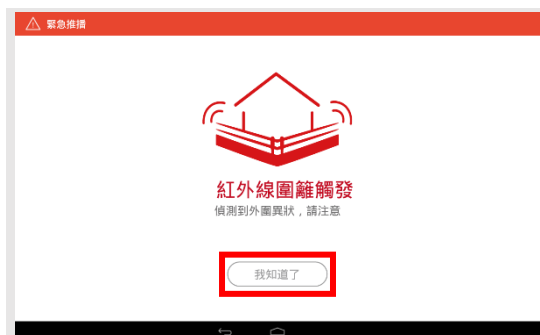 緊急推播
紅外線圍籬觸發
偵測到外圍異狀，請注意
我知道了